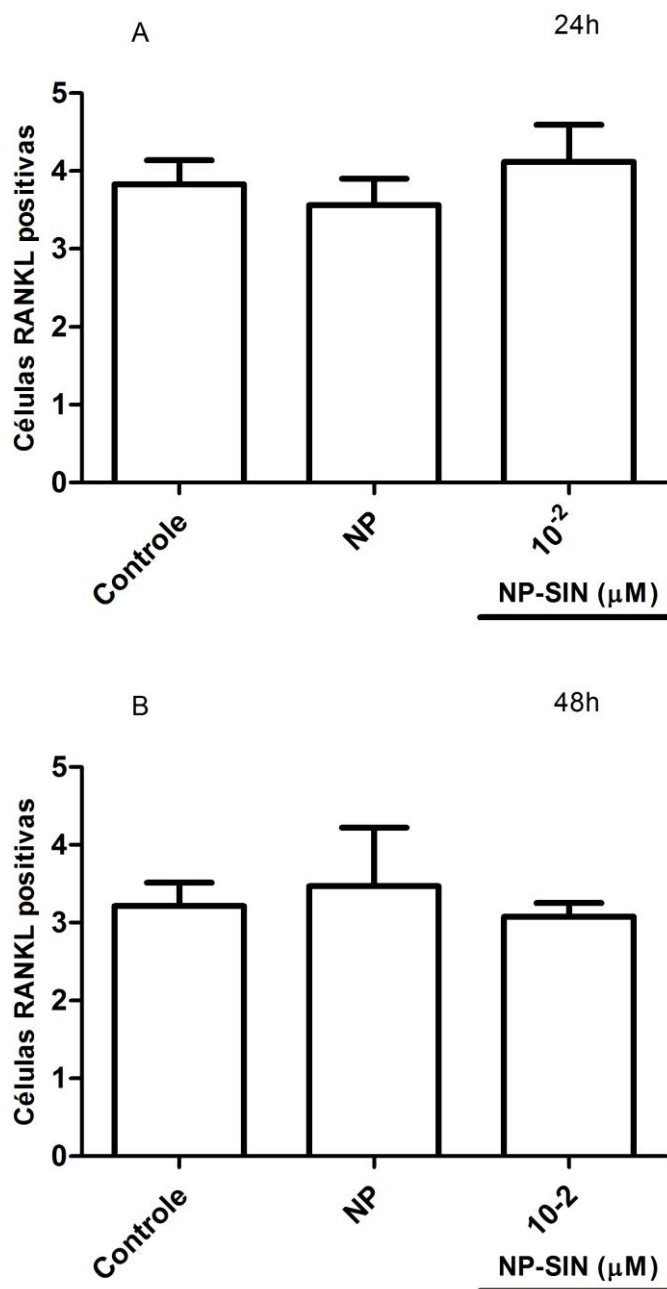 A
24h
Células RANKL positivas
5
4
3
2
1
0
Controle
NP
10⁻²
NP-SIN (μM)
B
48h
Células RANKL positivas
5
4
3
2
1
0
Controle
NP
10-2
NP-SIN (μM)